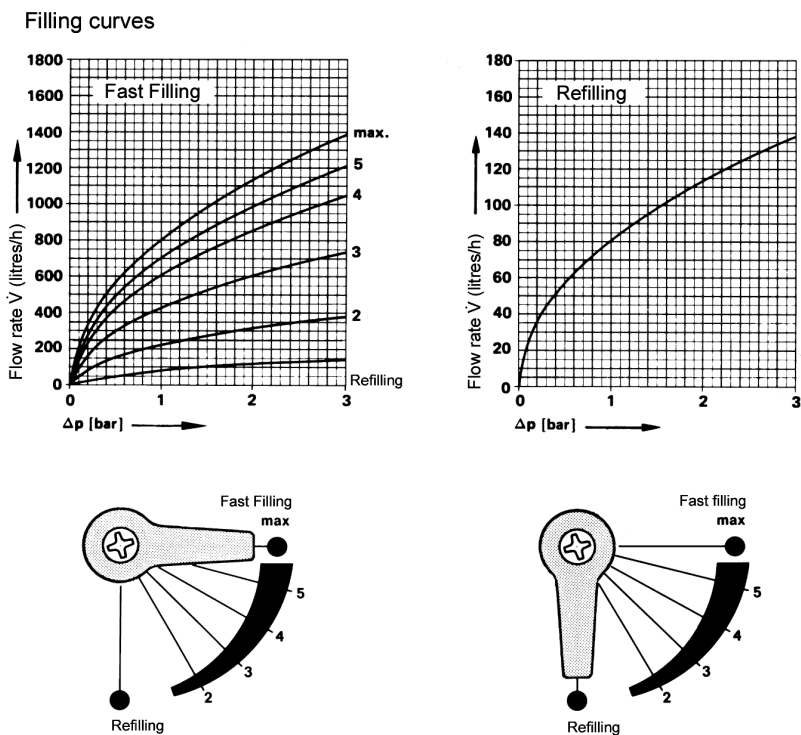 Filling curves
Fast Filling
Flow rate V̇ (litres/h)
1800
1600
1400
1200
1000
800
600
400
200
0
max.
5
4
3
2
Refilling
0
1
2
3
Δp [bar]
Refilling
Flow rate V̇ (litres/h)
180
160
140
120
100
80
60
40
20
0
0
1
2
3
Δp [bar]
Fast Filling
max
5
4
3
2
Refilling
Fast filling
max
5
4
3
2
Refilling